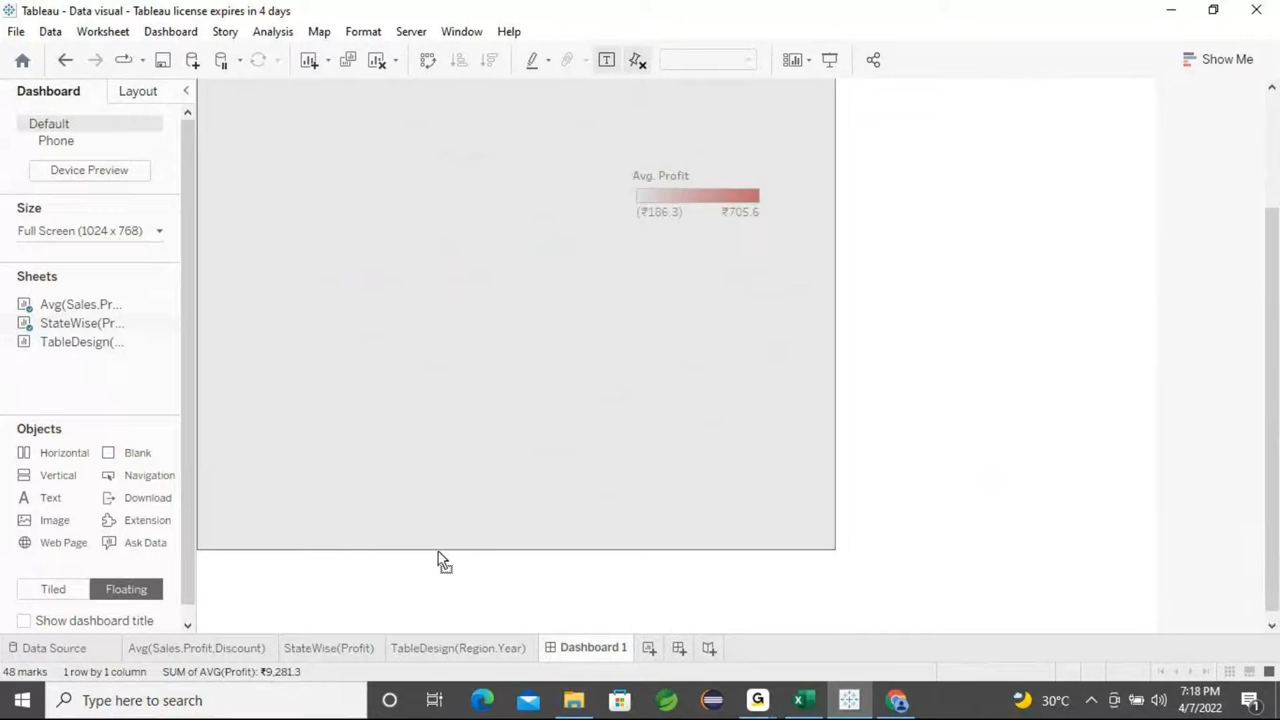 Tableau - Data visual - Tableau license expires in 4 days
File Data Worksheet Dashboard Story Analysis Map Format Server Window Help
Show Me
Dashboard Layout
Default
Phone
Device Preview
Size
Full Screen (1024 x 768)
Sheets
Avg(Sales.Pr...
StateWise(Pr...
TableDesign(...
Objects
Horizontal Blank
Vertical Navigation
Text Download
Image Extension
Web Page Ask Data
Tiled Floating
Show dashboard title
Avg. Profit
(₹186.3) ₹705.6
Data Source Avg(Sales.Profit,Discount) StateWise(Profit) TableDesign(Region.Year) Dashboard 1
48 marks 1 row by 1 column SUM of AVG(Profit): ₹9,281.3
Type here to search
30°C
7:18 PM
4/7/2022